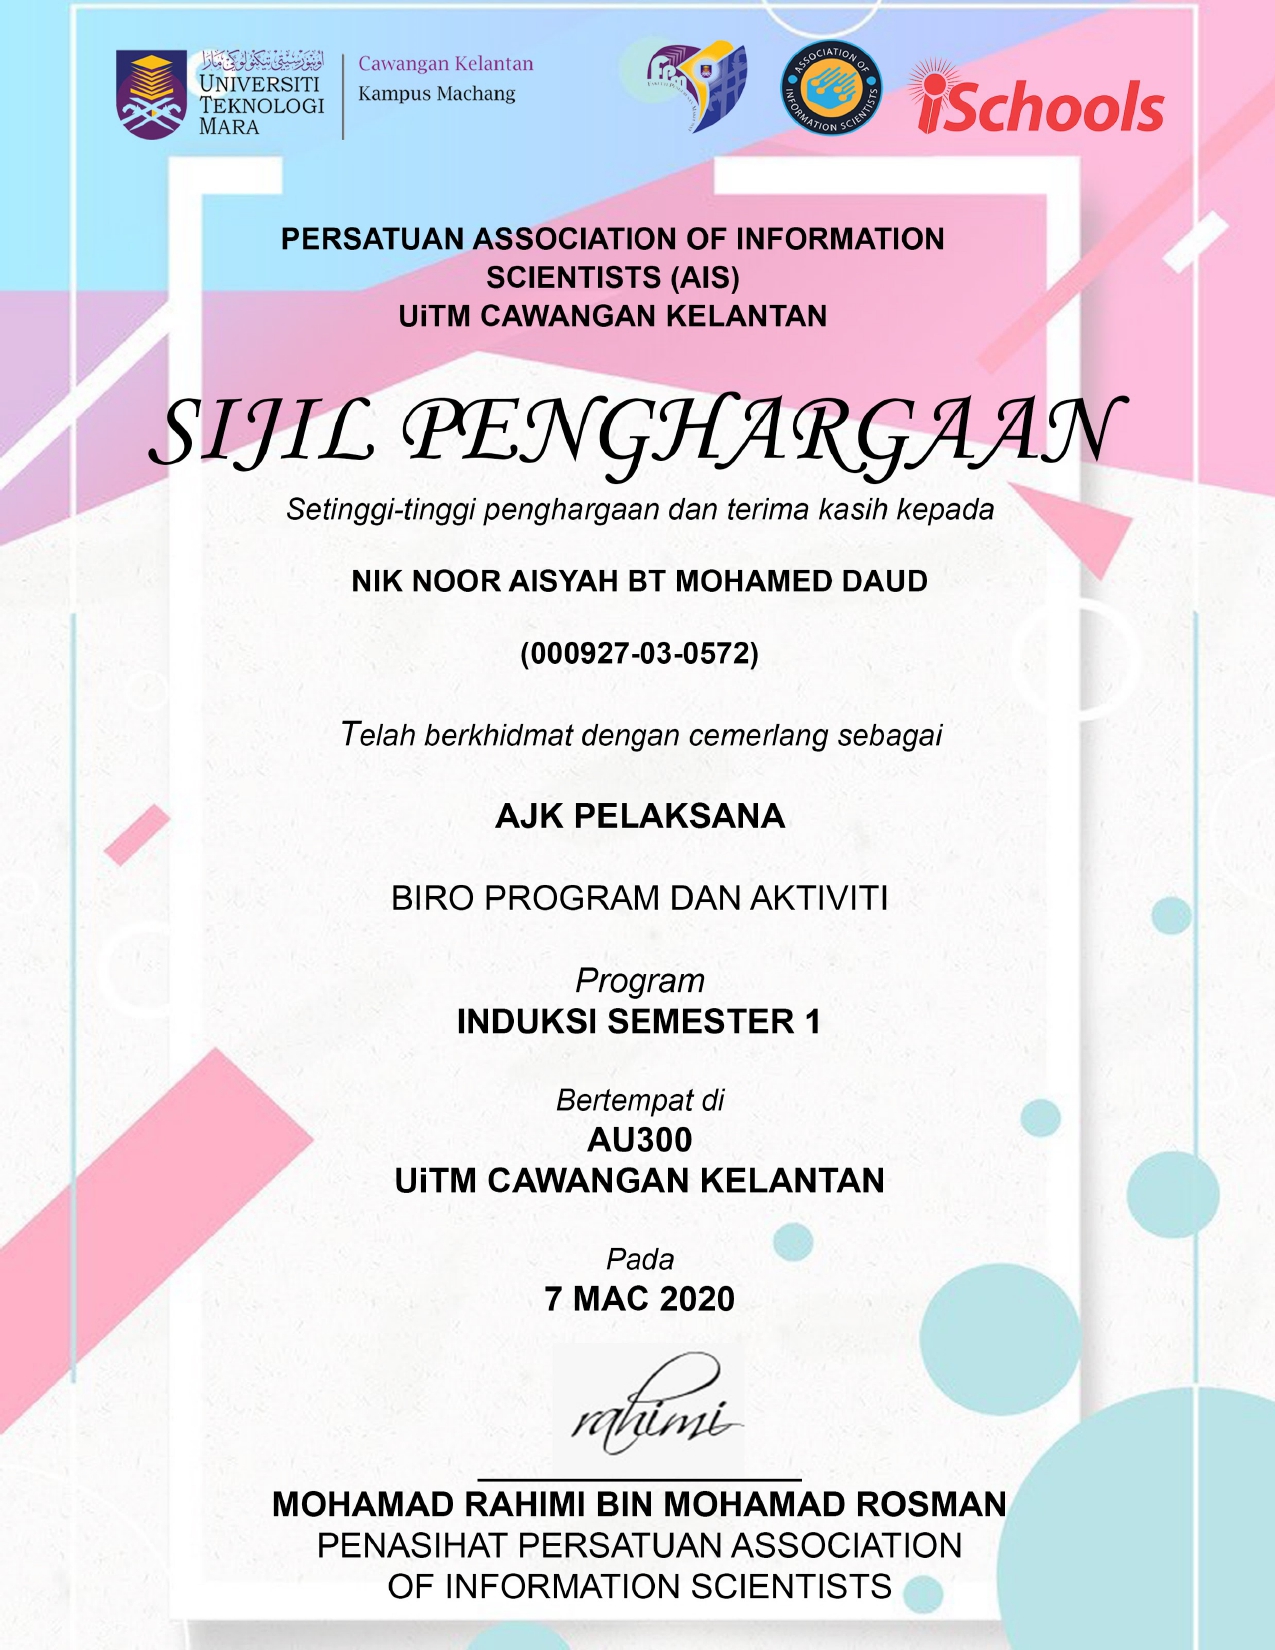 اونيۏرسيتي تيكنولوݢي مارا
UNIVERSITI
TEKNOLOGI
MARA
Cawangan Kelantan
Kampus Machang
ASSOCIATION OF
INFORMATION SCIENTISTS
iSchools
PERSATUAN ASSOCIATION OF INFORMATION
SCIENTISTS (AIS)
UiTM CAWANGAN KELANTAN
SIJIL PENGHARGAAN
Setinggi-tinggi penghargaan dan terima kasih kepada
NIK NOOR AISYAH BT MOHAMED DAUD
(000927-03-0572)
Telah berkhidmat dengan cemerlang sebagai
AJK PELAKSANA
BIRO PROGRAM DAN AKTIVITI
Program
INDUKSI SEMESTER 1
Bertempat di
AU300
UiTM CAWANGAN KELANTAN
Pada
7 MAC 2020
rahimi
MOHAMAD RAHIMI BIN MOHAMAD ROSMAN
PENASIHAT PERSATUAN ASSOCIATION
OF INFORMATION SCIENTISTS